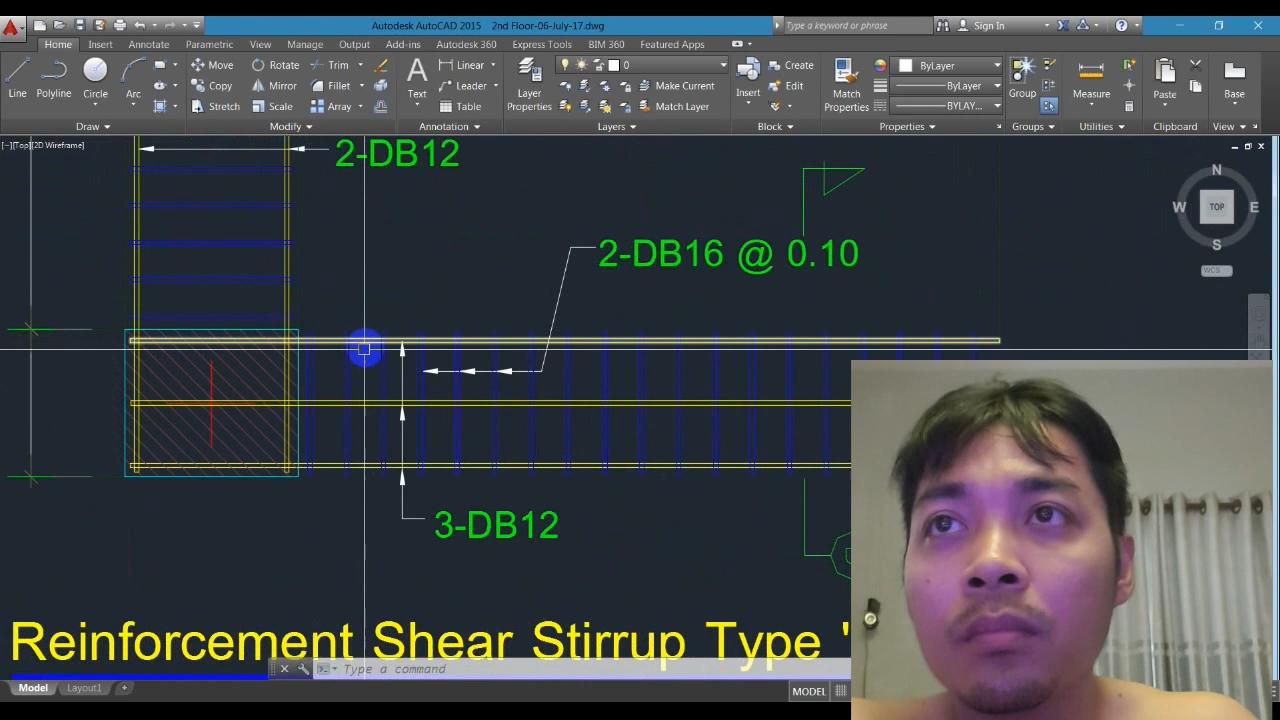 Autodesk AutoCAD 2015 2nd Floor-06-July-17.dwg
Type a keyword or phrase
Sign In
Home Insert Annotate Parametric View Manage Output Add-ins Autodesk 360 Express Tools BIM 360 Featured Apps
Line Polyline Circle Arc
Move Rotate Trim
Copy Mirror Fillet
Stretch Scale Array
Text
Linear
Leader
Table
Layer Properties
0
Make Current
Match Layer
Insert
Create
Edit
Match Properties
ByLayer
ByLayer
BYLAY...
Group
Measure
Paste
Base
Draw Modify Annotation Layers Block Properties Groups Utilities Clipboard View
[–][Top][2D Wireframe]
2-DB12
2-DB16 @ 0.10
3-DB12
N
W TOP E
S
WCS
Reinforcement Shear Stirrup Type '
Type a command
Model Layout1 +
MODEL